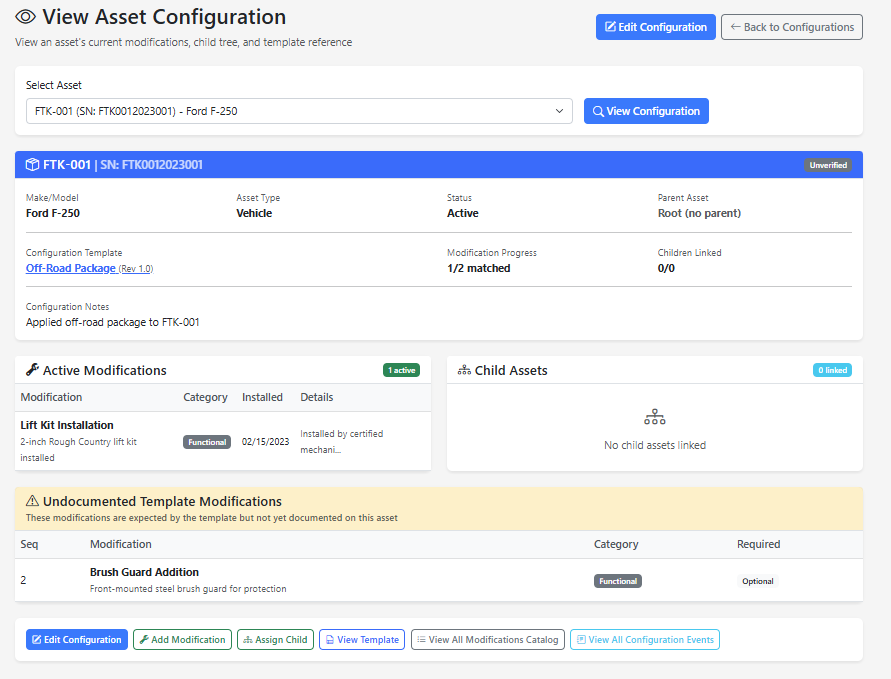 View Asset Configuration
View an asset's current modifications, child tree, and template reference
Edit Configuration
← Back to Configurations
Select Asset
FTK-001 (SN: FTK0012023001) - Ford F-250
View Configuration
FTK-001 | SN: FTK0012023001
Unverified
Make/Model
Ford F-250
Asset Type
Vehicle
Status
Active
Parent Asset
Root (no parent)
Configuration Template
Off-Road Package (Rev 1.0)
Modification Progress
1/2 matched
Children Linked
0/0
Configuration Notes
Applied off-road package to FTK-001
Active Modifications
1 active
Modification Category Installed Details
Lift Kit Installation
2-inch Rough Country lift kit
installed
Functional
02/15/2023
Installed by certified
mechani...
Child Assets
0 linked
No child assets linked
Undocumented Template Modifications
These modifications are expected by the template but not yet documented on this asset
Seq Modification Category Required
2
Brush Guard Addition
Front-mounted steel brush guard for protection
Functional
Optional
Edit Configuration
Add Modification
Assign Child
View Template
View All Modifications Catalog
View All Configuration Events